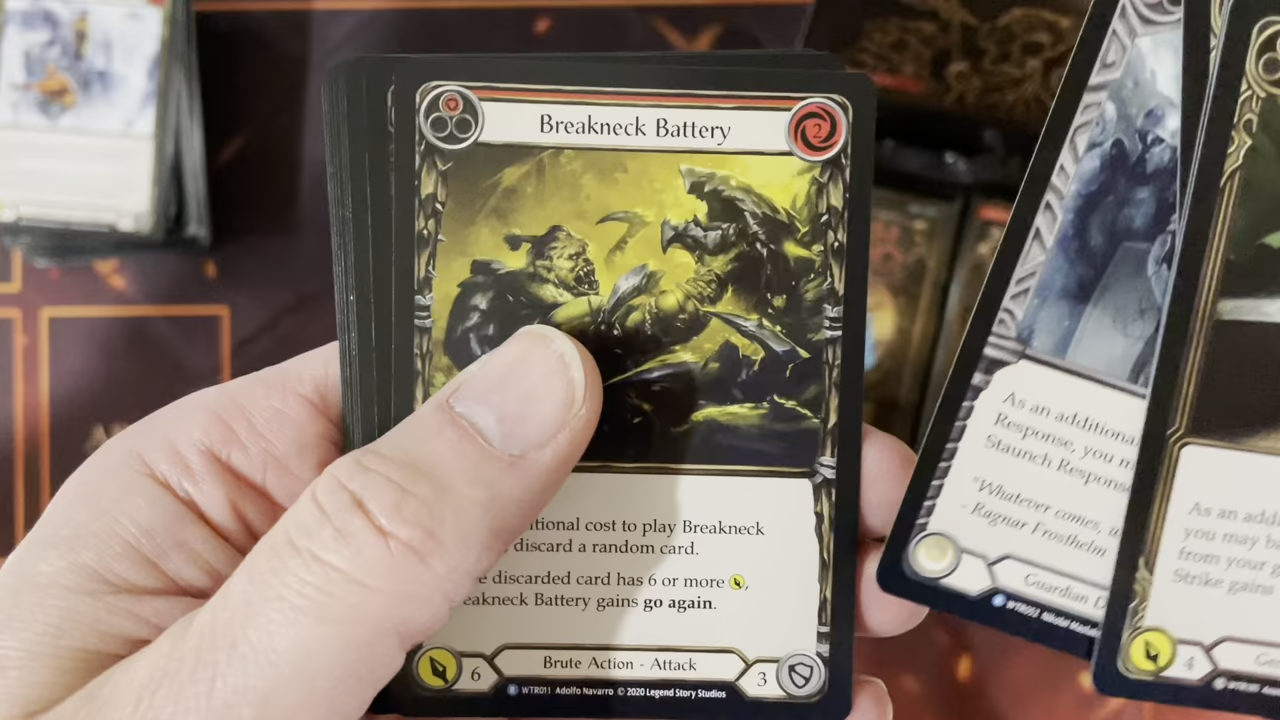 Breakneck Battery
2
itional cost to play Breakneck
discard a random card.
e discarded card has 6 or more
eakneck Battery gains go again.
6
Brute Action - Attack
3
WTR011 Adolfo Navarro © 2020 Legend Story Studios
As an additiona
Response, you m
Staunch Respons
"Whatever comes, a
- Ragnar Frosthelm
Guardian D
As an add
you may b
from your g
Strike gains
4